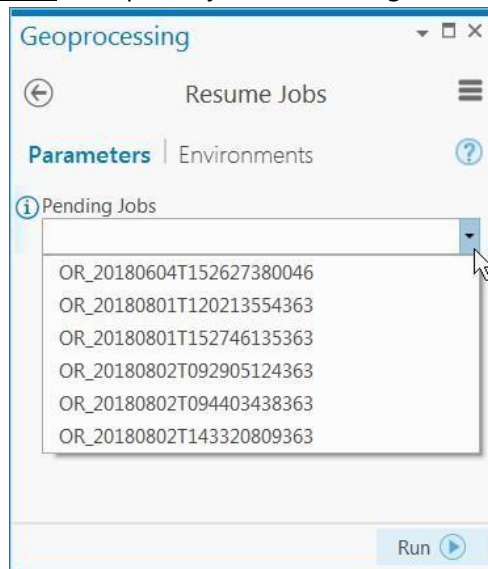 Geoprocessing
Resume Jobs
Parameters | Environments
Pending Jobs
OR_20180604T152627380046
OR_20180801T120213554363
OR_20180801T152746135363
OR_20180802T092905124363
OR_20180802T094403438363
OR_20180802T143320809363
Run